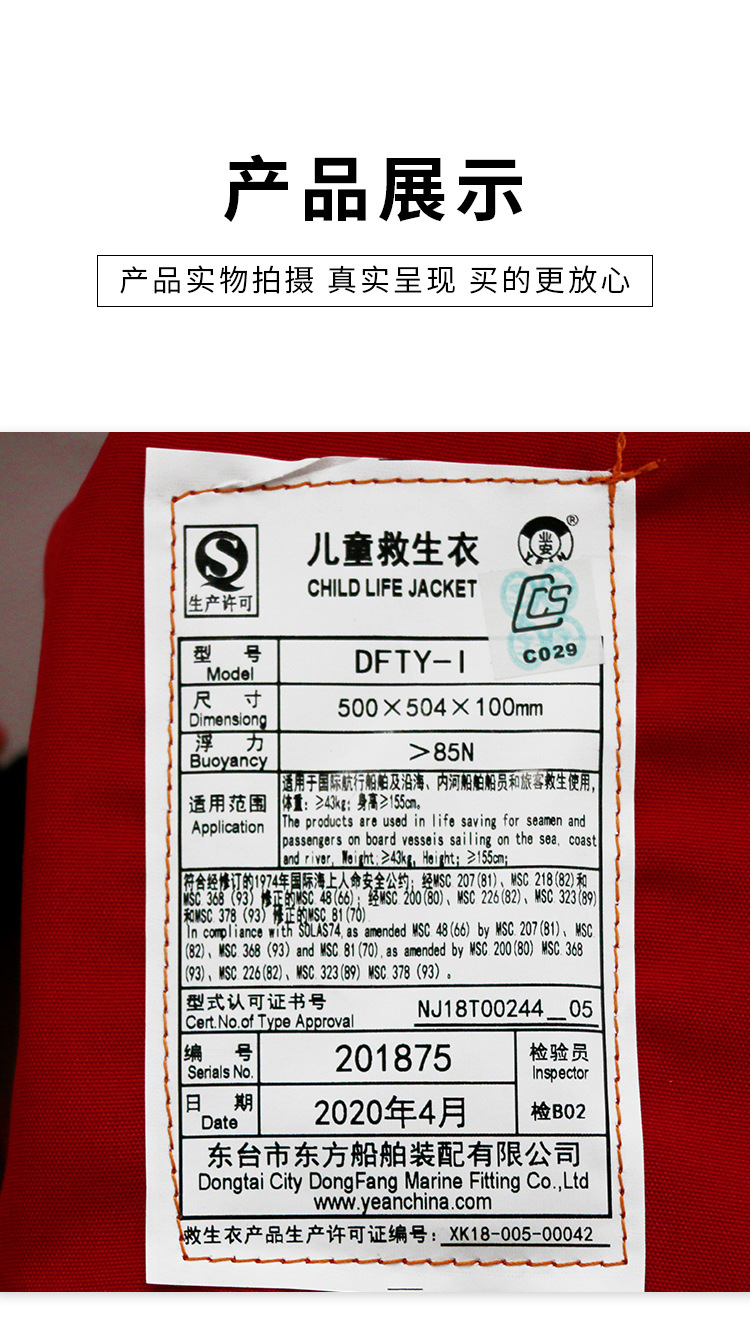 产品展示
产品实物拍摄 真实呈现 买的更放心
生产许可
儿童救生衣
CHILD LIFE JACKET
业安
®
CCS
C029
型 号
Model
DFTY-I
尺 寸
Dimensiong
500×504×100mm
浮 力
Buoyancy
>85N
适用范围
Application
适用于国际航行船舶及沿海、内河船舶船员和旅客救生使用,
体重: ≥43kg; 身高≥155cm。
The products are used in life saving for seamen and
passengers on board vesseis sailing on the sea, coast
and river, Weight:≥43kg, Height; ≥155cm;
符合经修订的1974年国际海上人命安全公约; 经MSC 207(81)、MSC 218(82)和
MSC 368 (93) 修正的MSC 48(66); 经MSC 200(80)、MSC 226(82)、MSC 323(89)
和MSC 378 (93) 修正的MSC 81(70)
In compliance with SOLAS74, as amended MSC 48(66) by MSC 207(81)、MSC
(82)、MSC 368 (93) and MSC 81(70), as amended by MSC 200(80) MSC 368
(93)、MSC 226(82)、MSC 323(89) MSC 378 (93) 。
型式认可证书号
Cert.No.of Type Approval
NJ18T00244__05
编 号
Serials No.
201875
检验员
Inspector
日 期
Date
2020年4月
检B02
东台市东方船舶装配有限公司
Dongtai City DongFang Marine Fitting Co.,Ltd
www.yeanchina.com
救生衣产品生产许可证编号: XK18-005-00042